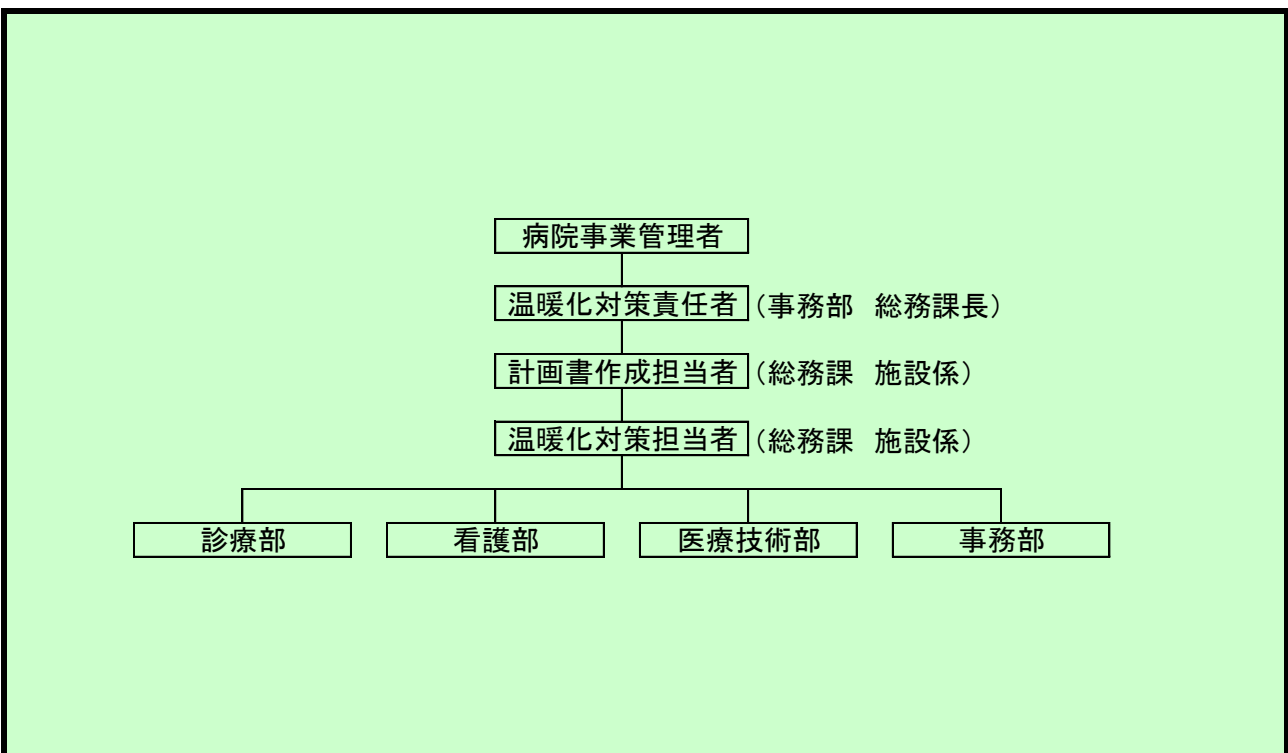 病院事業管理者
温暖化対策責任者（事務部　総務課長）
計画書作成担当者（総務課　施設係）
温暖化対策担当者（総務課　施設係）
診療部　看護部　医療技術部　事務部